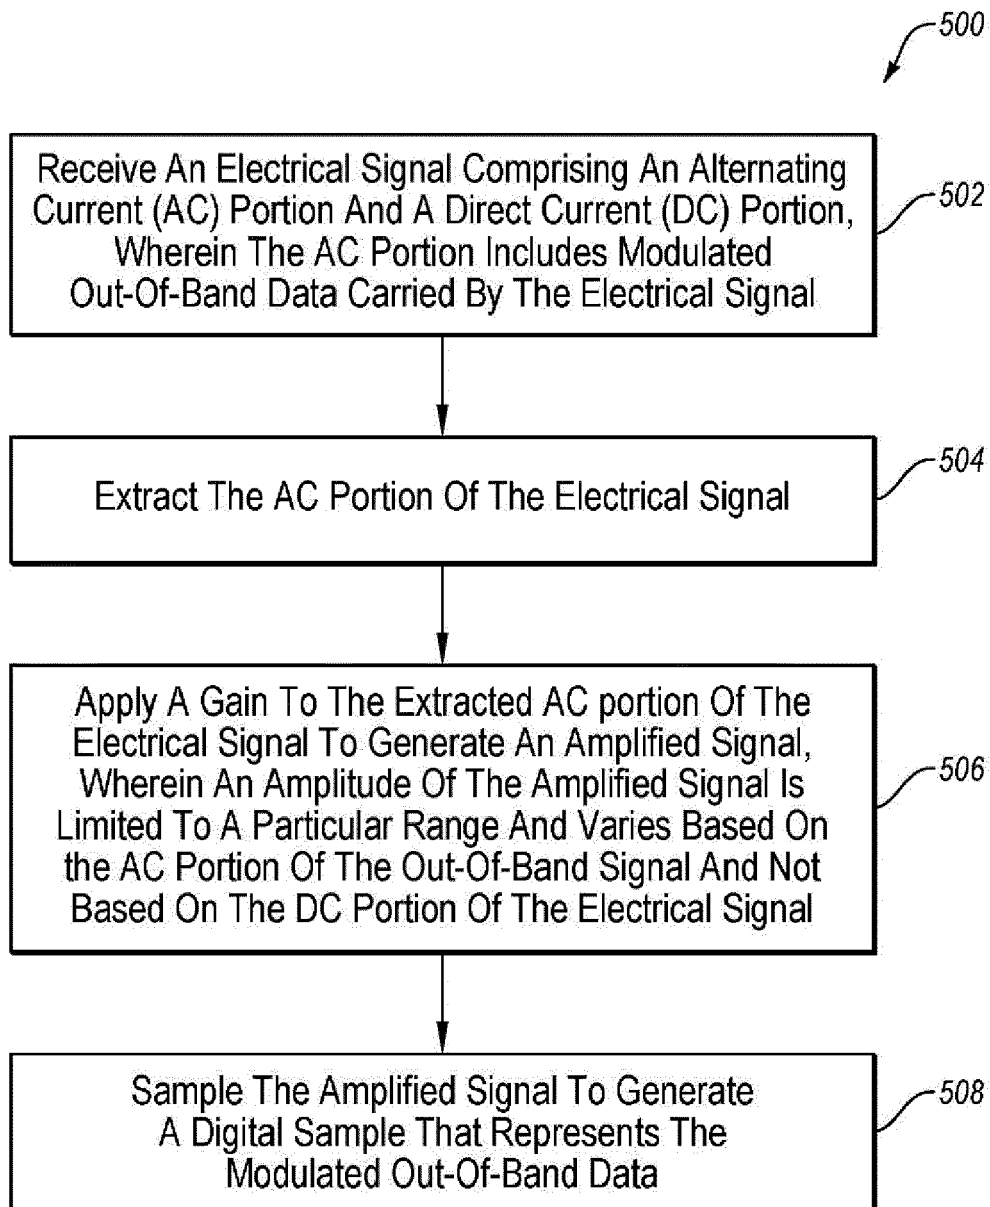 500
Receive An Electrical Signal Comprising An Alternating
Current (AC) Portion And A Direct Current (DC) Portion,
Wherein The AC Portion Includes Modulated
Out-Of-Band Data Carried By The Electrical Signal
502
Extract The AC Portion Of The Electrical Signal
504
Apply A Gain To The Extracted AC portion Of The
Electrical Signal To Generate An Amplified Signal,
Wherein An Amplitude Of The Amplified Signal Is
Limited To A Particular Range And Varies Based On
the AC Portion Of The Out-Of-Band Signal And Not
Based On The DC Portion Of The Electrical Signal
506
Sample The Amplified Signal To Generate
A Digital Sample That Represents The
Modulated Out-Of-Band Data
508